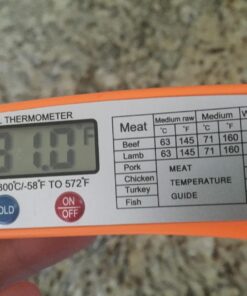 L THERMOMETER
31.0°F
300°C/-58°F TO 572°F
OLD
ON/
OFF
Meat Medium raw Medium W
°C °F °C °F
Beef 63 145 71 160
Lamb 63 145 71 160
Pork MEAT
Chicken TEMPERATURE
Turkey GUIDE
Fish